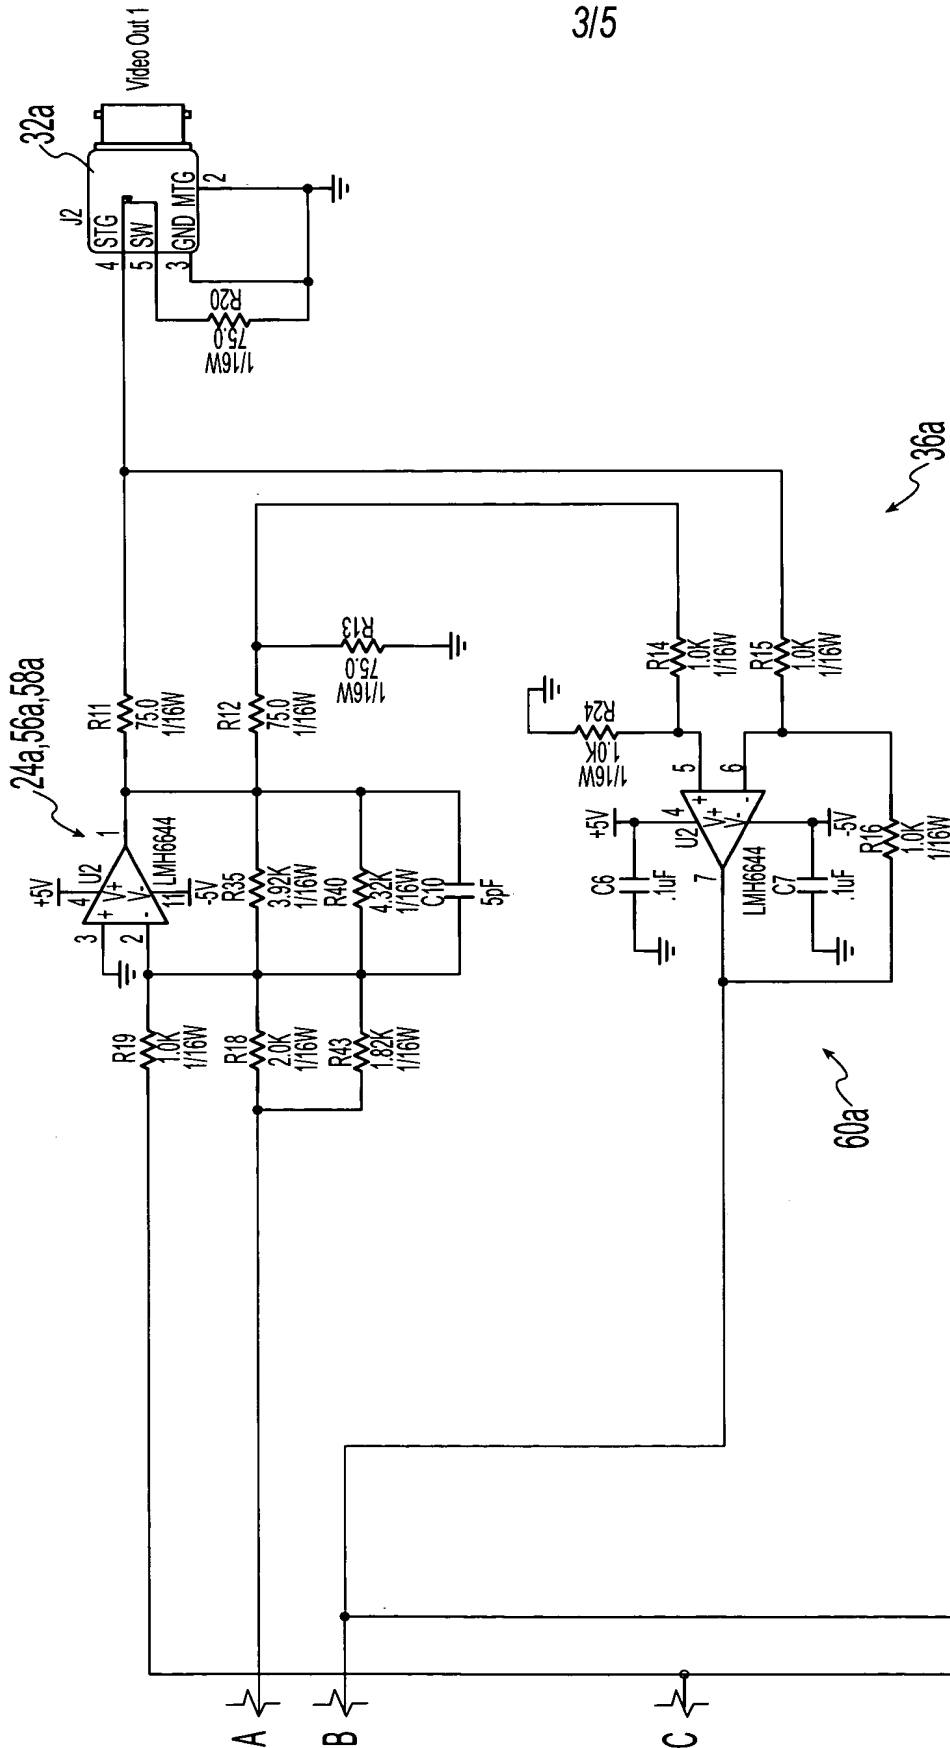 3/5
32a
Video Out 1
J2
STG
SW
GND
MTG
4
5
3
2
R20
75.0
1/16W
24a,56a,58a
+5V
4
U2
V+
V-
+
-
3
2
1
11
-5V
LMH6644
R11
75.0
1/16W
R12
75.0
1/16W
R13
75.0
1/16W
R19
1.0K
1/16W
R18
2.0K
1/16W
R43
1.82K
1/16W
R35
3.92K
1/16W
R40
4.32K
1/16W
C10
5pF
R14
1.0K
1/16W
R15
1.0K
1/16W
R24
1.0K
1/16W
+5V
4
U2
V+
V-
+
-
5
6
7
-5V
LMH6644
C6
.1uF
C7
.1uF
R16
1.0K
1/16W
36a
60a
A
B
C